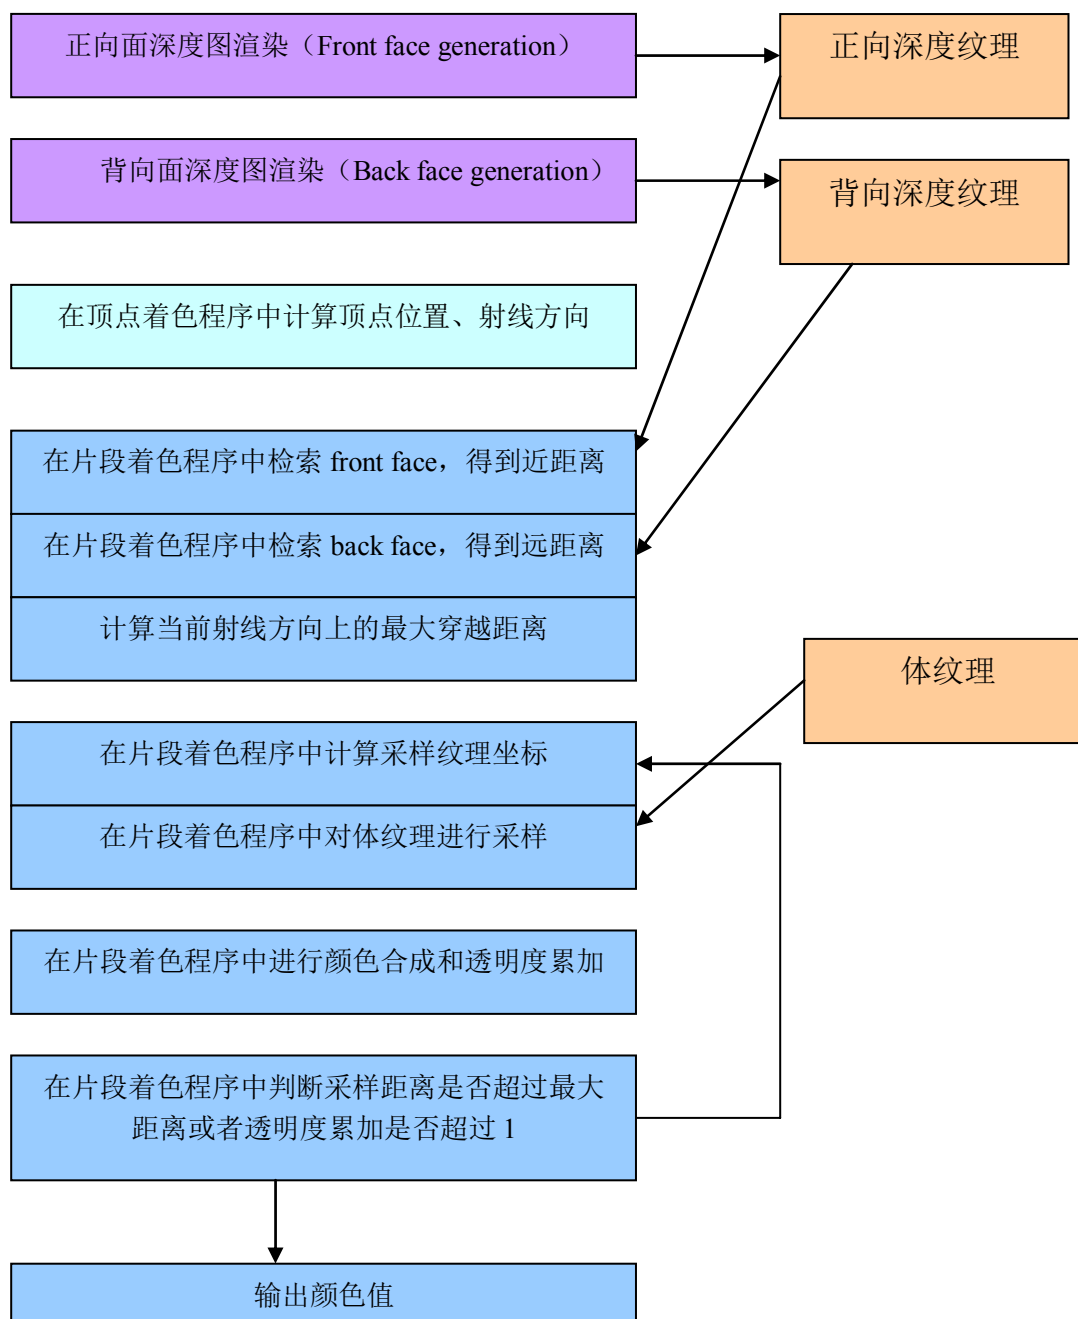 正向面深度图渲染（Front face generation）
正向深度纹理
背向面深度图渲染（Back face generation）
背向深度纹理
在顶点着色程序中计算顶点位置、射线方向
在片段着色程序中检索 front face，得到近距离
在片段着色程序中检索 back face，得到远距离
计算当前射线方向上的最大穿越距离
体纹理
在片段着色程序中计算采样纹理坐标
在片段着色程序中对体纹理进行采样
在片段着色程序中进行颜色合成和透明度累加
在片段着色程序中判断采样距离是否超过最大
距离或者透明度累加是否超过 1
输出颜色值